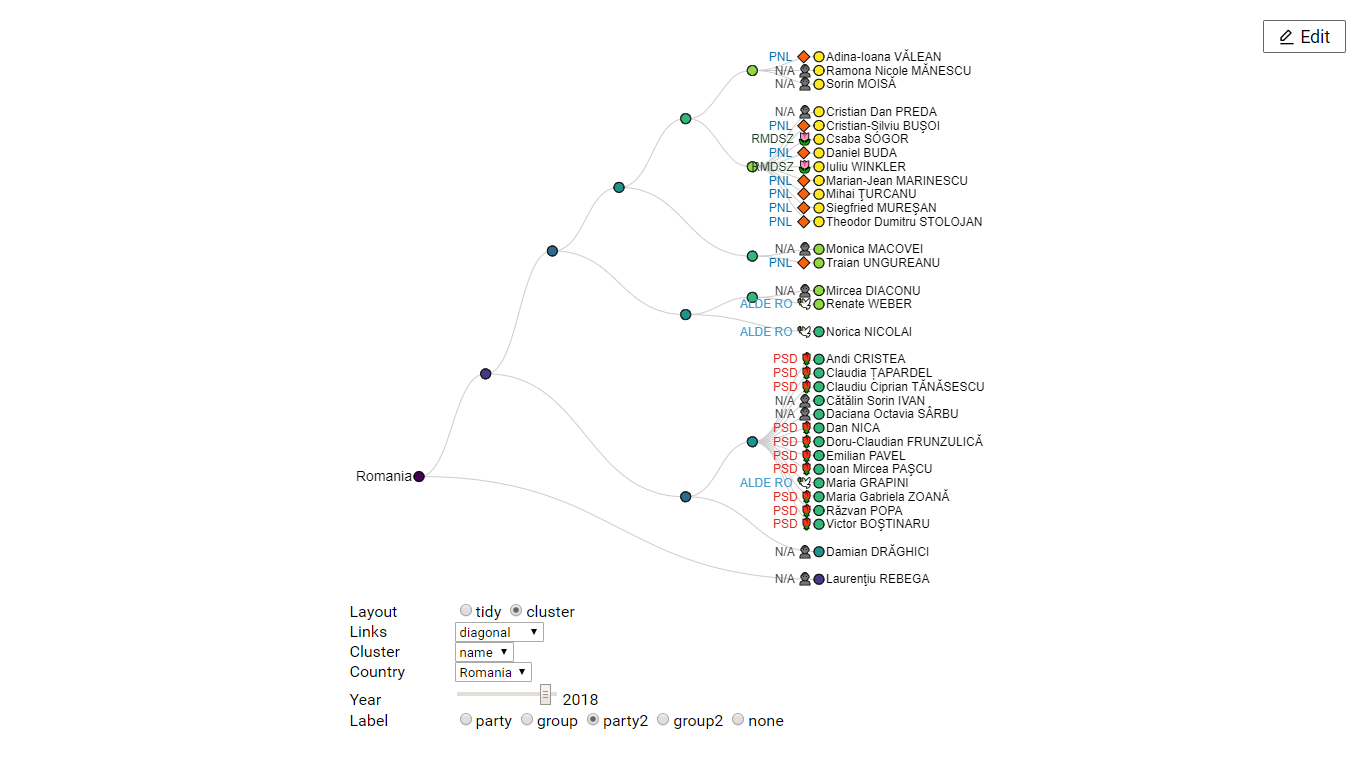 Edit
PNL Adina-Ioana VĂLEAN
N/A Ramona Nicole MĂNESCU
N/A Sorin MOISĂ
N/A Cristian Dan PREDA
PNL Cristian-Silviu BUŞOI
RMDSZ Csaba SÓGOR
PNL Daniel BUDA
RMDSZ Iuliu WINKLER
PNL Marian-Jean MARINESCU
PNL Mihai ŢURCANU
PNL Siegfried MUREŞAN
PNL Theodor Dumitru STOLOJAN
N/A Monica MACOVEI
PNL Traian UNGUREANU
N/A Mircea DIACONU
ALDE RO Renate WEBER
ALDE RO Norica NICOLAI
PSD Andi CRISTEA
PSD Claudia ȚAPARDEL
PSD Claudiu Ciprian TĂNĂSESCU
N/A Cătălin Sorin IVAN
N/A Daciana Octavia SÂRBU
PSD Dan NICA
PSD Doru-Claudian FRUNZULICĂ
PSD Emilian PAVEL
PSD Ioan Mircea PAŞCU
ALDE RO Maria GRAPINI
PSD Maria Gabriela ZOANĂ
PSD Răzvan POPA
PSD Victor BOŞTINARU
N/A Damian DRĂGHICI
N/A Laurenţiu REBEGA
Romania
Layout tidy cluster
Links diagonal
Cluster name
Country Romania
Year 2018
Label party group party2 group2 none